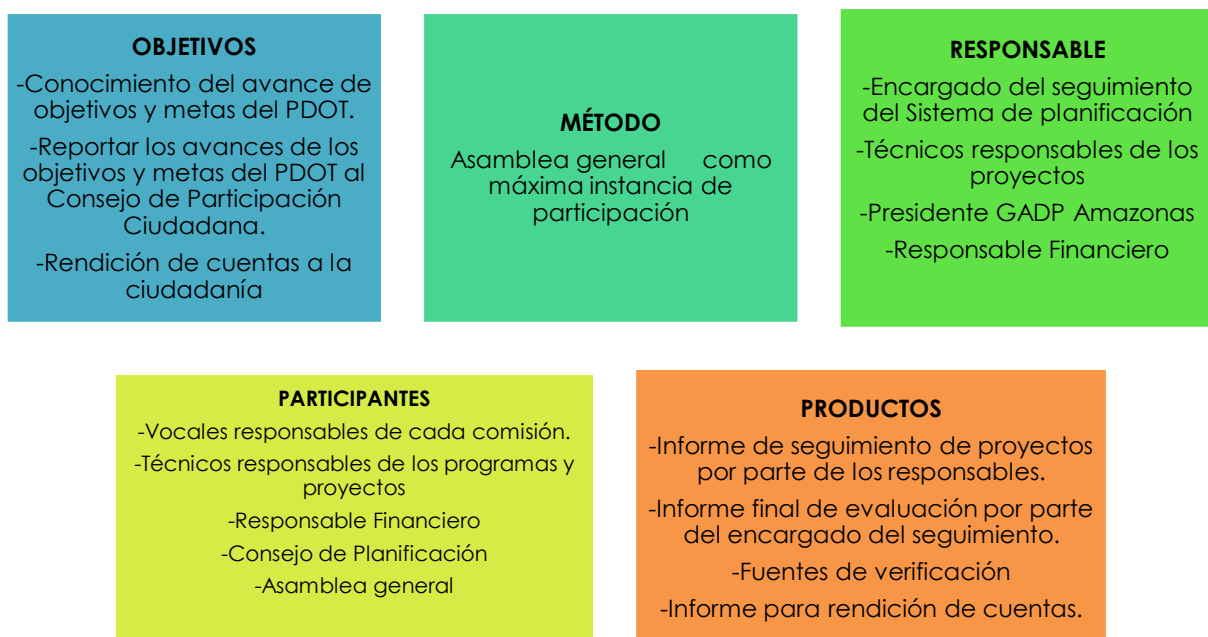 OBJETIVOS
-Conocimiento del avance de
objetivos y metas del PDOT.
-Reportar los avances de los
objetivos y metas del PDOT al
Consejo de Participación
Ciudadana.
-Rendición de cuentas a la
ciudadanía
MÉTODO
Asamblea general como
máxima instancia de
participación
RESPONSABLE
-Encargado del seguimiento
del Sistema de planificación
-Técnicos responsables de los
proyectos
-Presidente GADP Amazonas
-Responsable Financiero
PARTICIPANTES
-Vocales responsables de cada comisión.
-Técnicos responsables de los programas y
proyectos
-Responsable Financiero
-Consejo de Planificación
-Asamblea general
PRODUCTOS
-Informe de seguimiento de proyectos
por parte de los responsables.
-Informe final de evaluación por parte
del encargado del seguimiento.
-Fuentes de verificación
-Informe para rendición de cuentas.